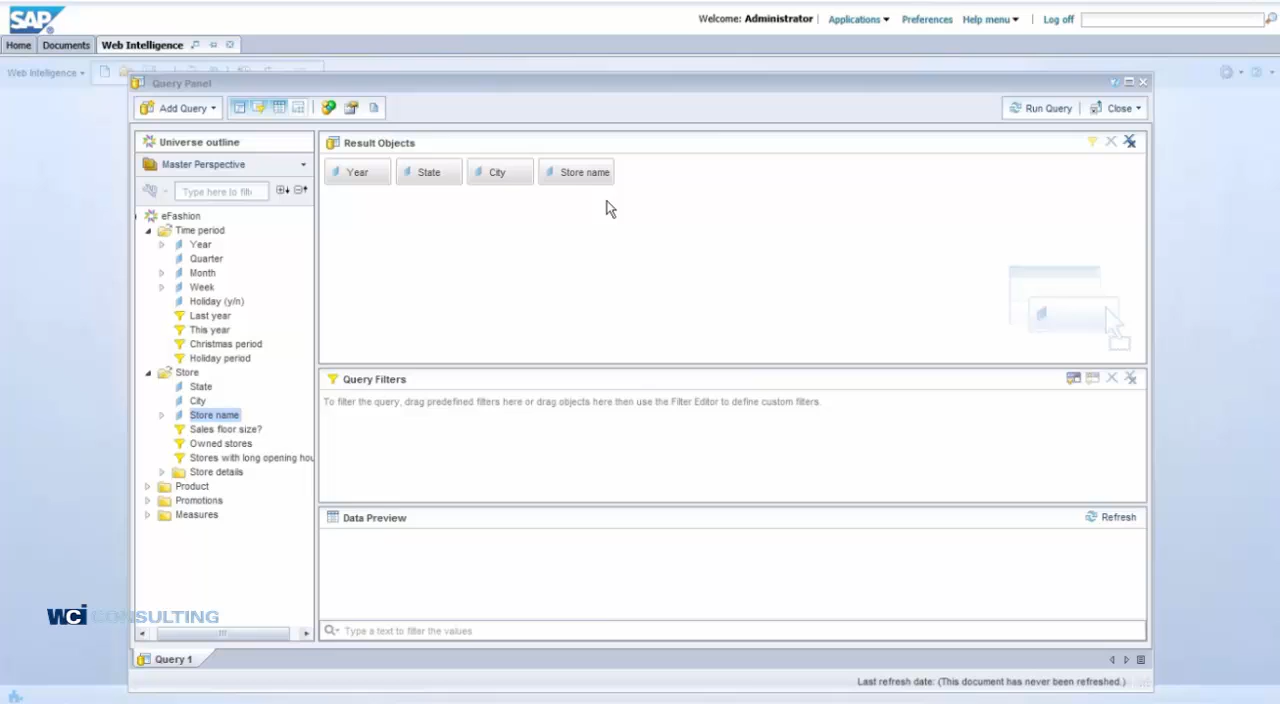 SAP
Welcome: Administrator | Applications | Preferences Help menu | Log off
Home Documents Web Intelligence
Web Intelligence
Query Panel
Add Query Run Query Close
Universe outline
Master Perspective
Type here to filt
eFashion
Time period
Year
Quarter
Month
Week
Holiday (y/n)
Last year
This year
Christmas period
Holiday period
Store
State
City
Store name
Sales floor size?
Owned stores
Stores with long opening hou
Store details
Product
Promotions
Measures
Result Objects
Year State City Store name
Query Filters
To filter the query, drag predefined filters here or drag objects here then use the Filter Editor to define custom filters.
Data Preview Refresh
Type a text to filter the values
WCI CONSULTING
Query 1
Last refresh date: (This document has never been refreshed.)